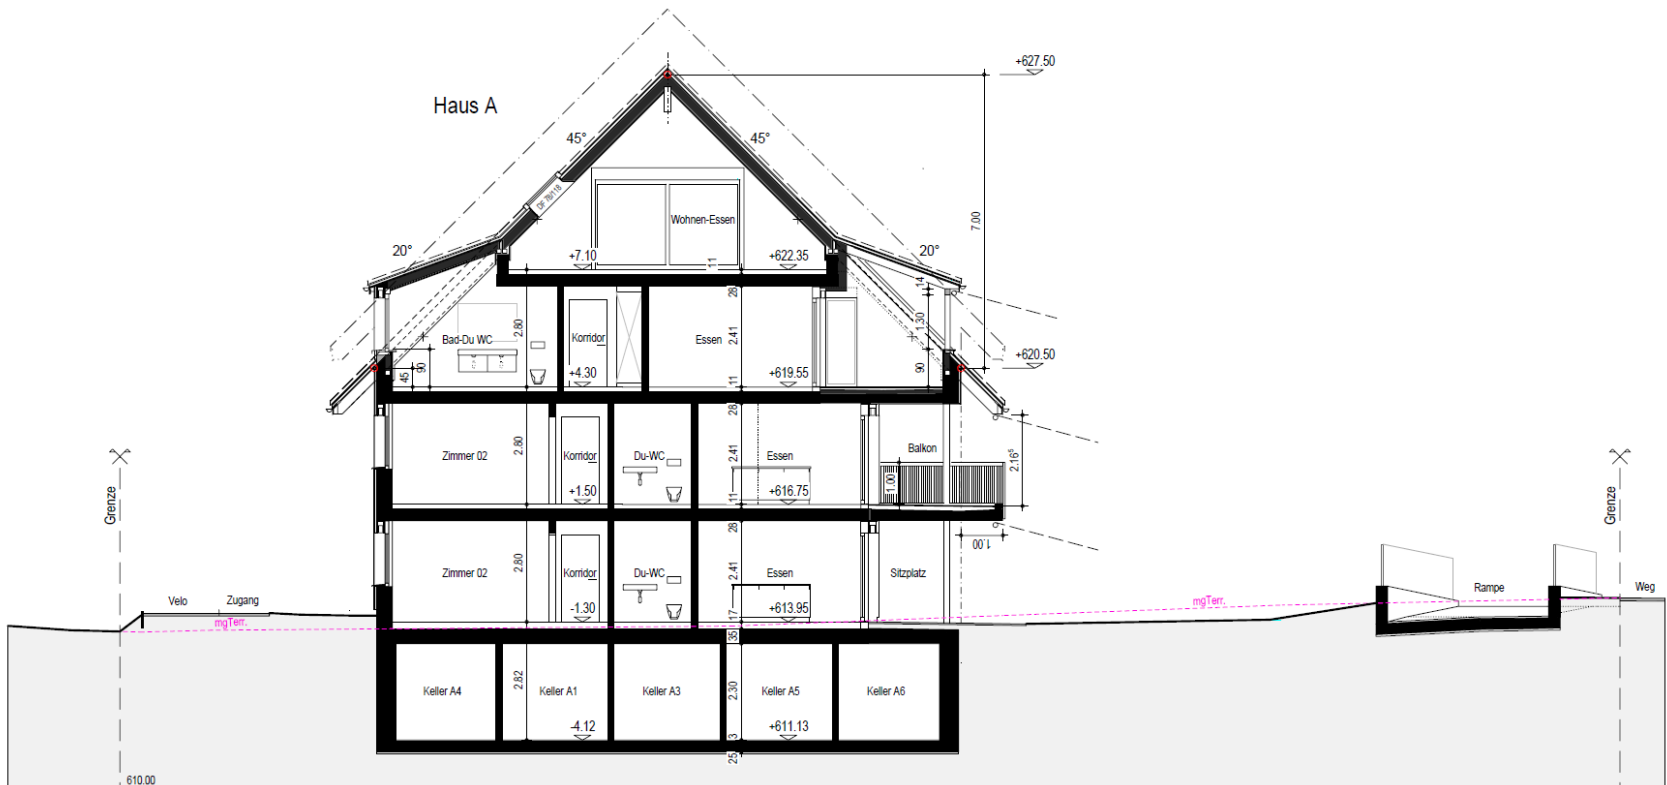 +627.50
Haus A
45°
45°
DF 78/118
Wohnen-Essen
7.00
20°
20°
+7.10
11
+622.35
28
14
2.80
2.41
1.30
Bad-Du WC
Korridor
Essen
+620.50
45
90
+4.30
11
+619.55
90
28
Zimmer 02
2.80
Korridor
Du-WC
2.41
Essen
Balkon
2.16⁵
1.00
+1.50
11
+616.75
Grenze
Grenze
28
1.00
Zimmer 02
2.80
Korridor
Du-WC
2.41
Essen
Sitzplatz
Rampe
Weg
Velo
Zugang
-1.30
17
+613.95
mgTerr.
mgTerr.
35
Keller A4
2.82
Keller A1
Keller A3
2.30
Keller A5
Keller A6
-4.12
+611.13
3
25
610.00